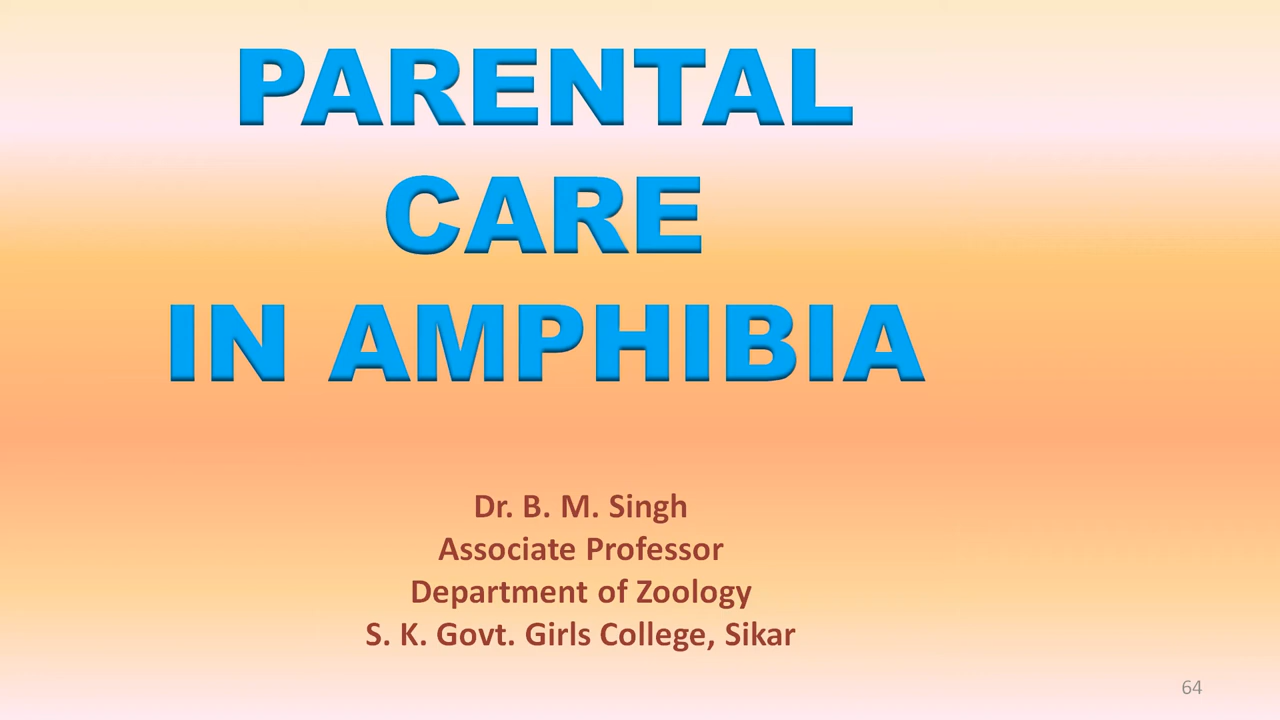 PARENTAL
CARE
IN AMPHIBIA
Dr. B. M. Singh
Associate Professor
Department of Zoology
S. K. Govt. Girls College, Sikar
64